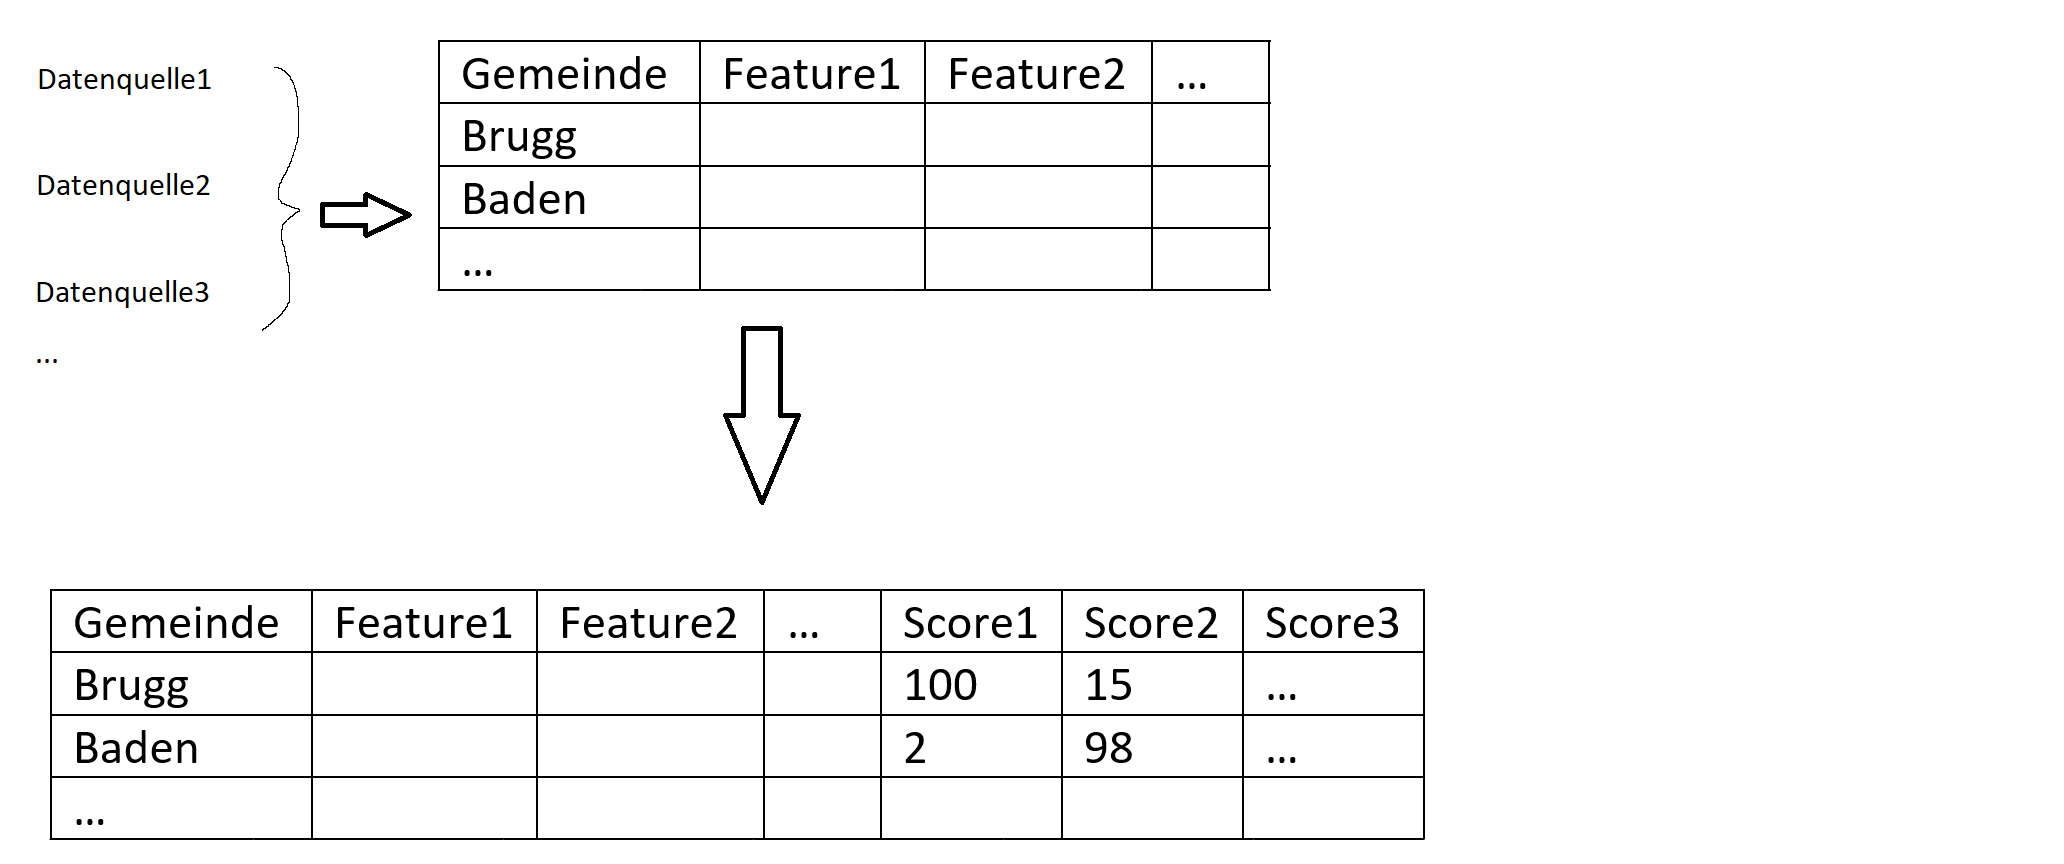 Datenquelle1
Datenquelle2
Datenquelle3
...
Gemeinde Feature1 Feature2 ...
Brugg
Baden
...
Gemeinde Feature1 Feature2 ... Score1 Score2 Score3
Brugg 100 15 ...
Baden 2 98 ...
...